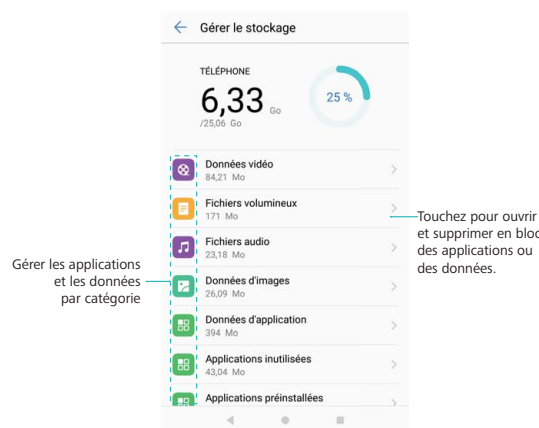 Gérer le stockage
TÉLÉPHONE
6,33 Go
/25,06 Go
25 %
Données vidéo
84,21 Mo
Fichiers volumineux
171 Mo
Fichiers audio
23,18 Mo
Données d'images
26,09 Mo
Données d'application
394 Mo
Applications inutilisées
43,04 Mo
Applications préinstallées
Gérer les applications
et les données
par catégorie
Touchez pour ouvrir
et supprimer en bloc
des applications ou
des données.